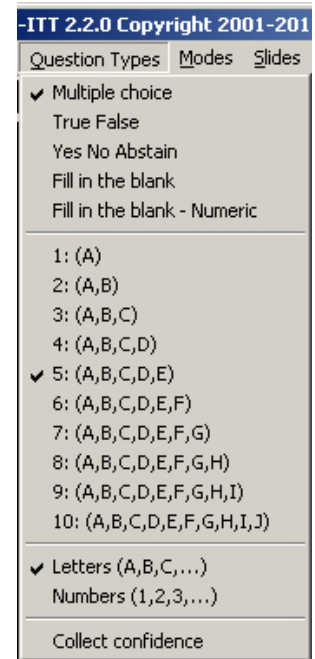 -ITT 2.2.0 Copyright 2001-201
Question Types Modes Slides
Multiple choice
True False
Yes No Abstain
Fill in the blank
Fill in the blank - Numeric
1: (A)
2: (A,B)
3: (A,B,C)
4: (A,B,C,D)
5: (A,B,C,D,E)
6: (A,B,C,D,E,F)
7: (A,B,C,D,E,F,G)
8: (A,B,C,D,E,F,G,H)
9: (A,B,C,D,E,F,G,H,I)
10: (A,B,C,D,E,F,G,H,I,J)
Letters (A,B,C,...)
Numbers (1,2,3,...)
Collect confidence